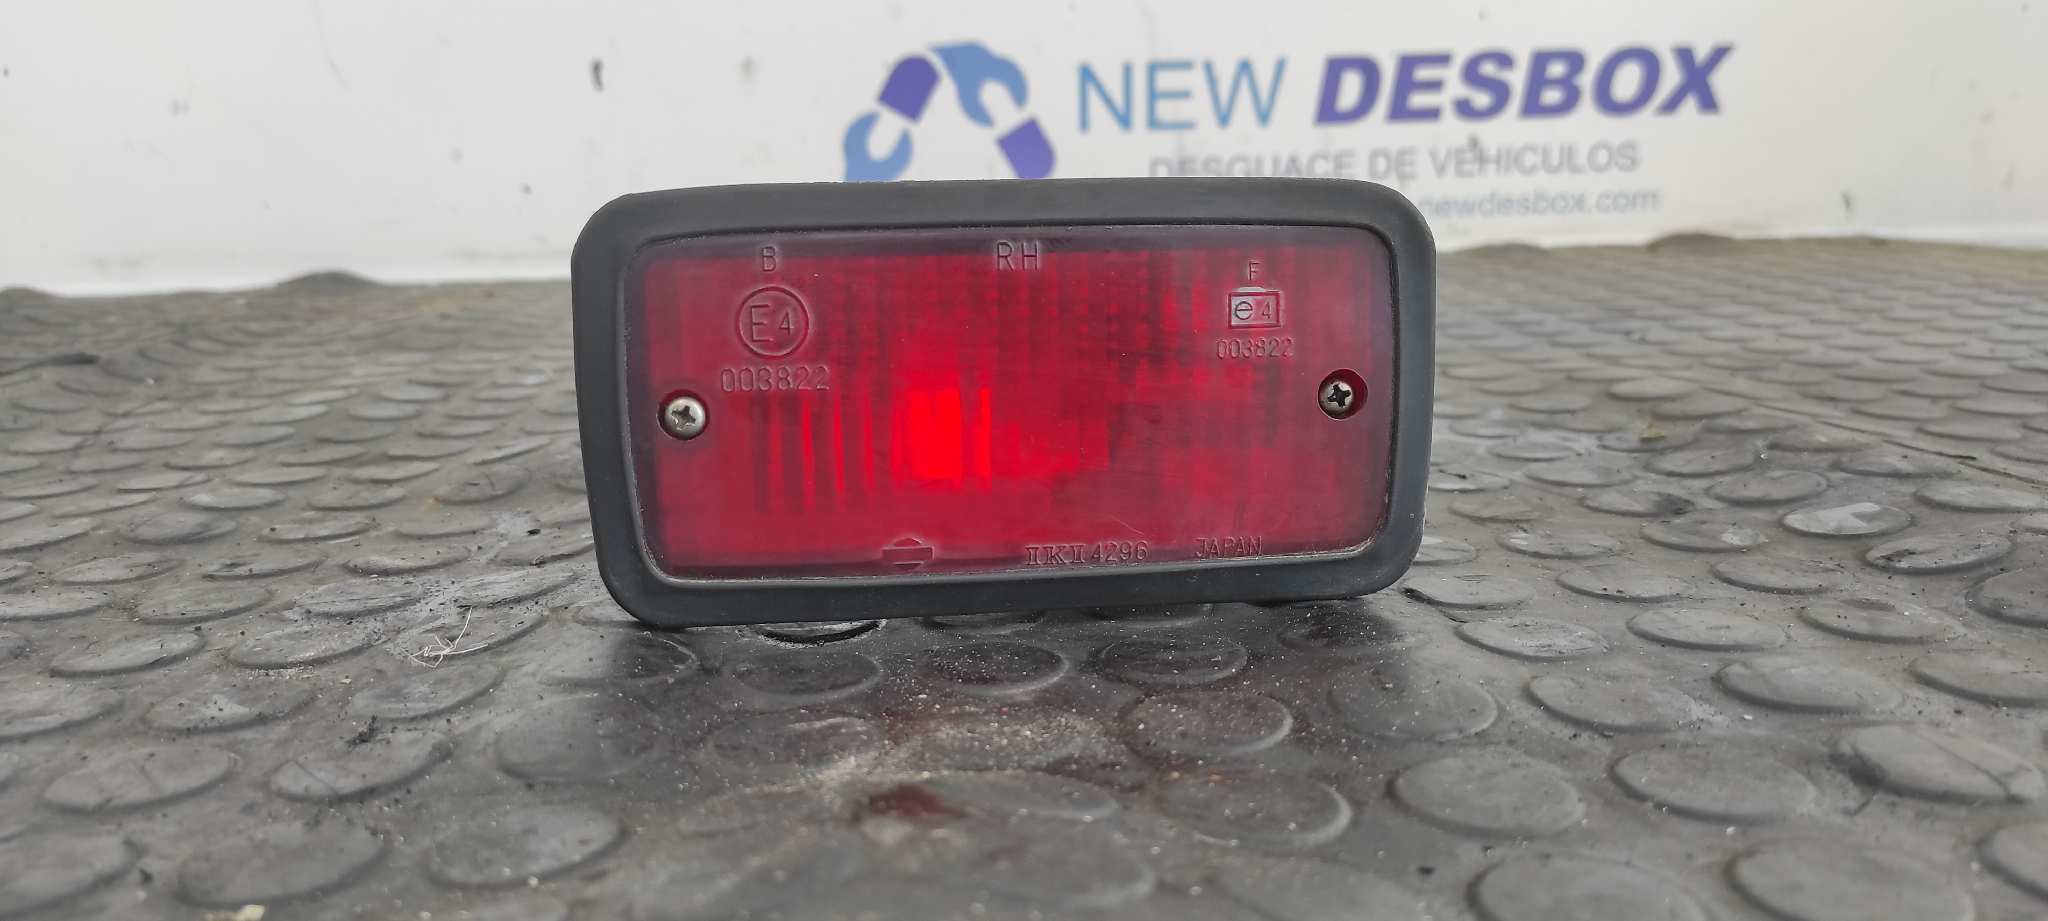 NEW DESBOX
DESGUACE DE VEHICULOS
newdesbox.com
B
RH
F
E4
e4
003822
003822
IKI 4296 JAPAN